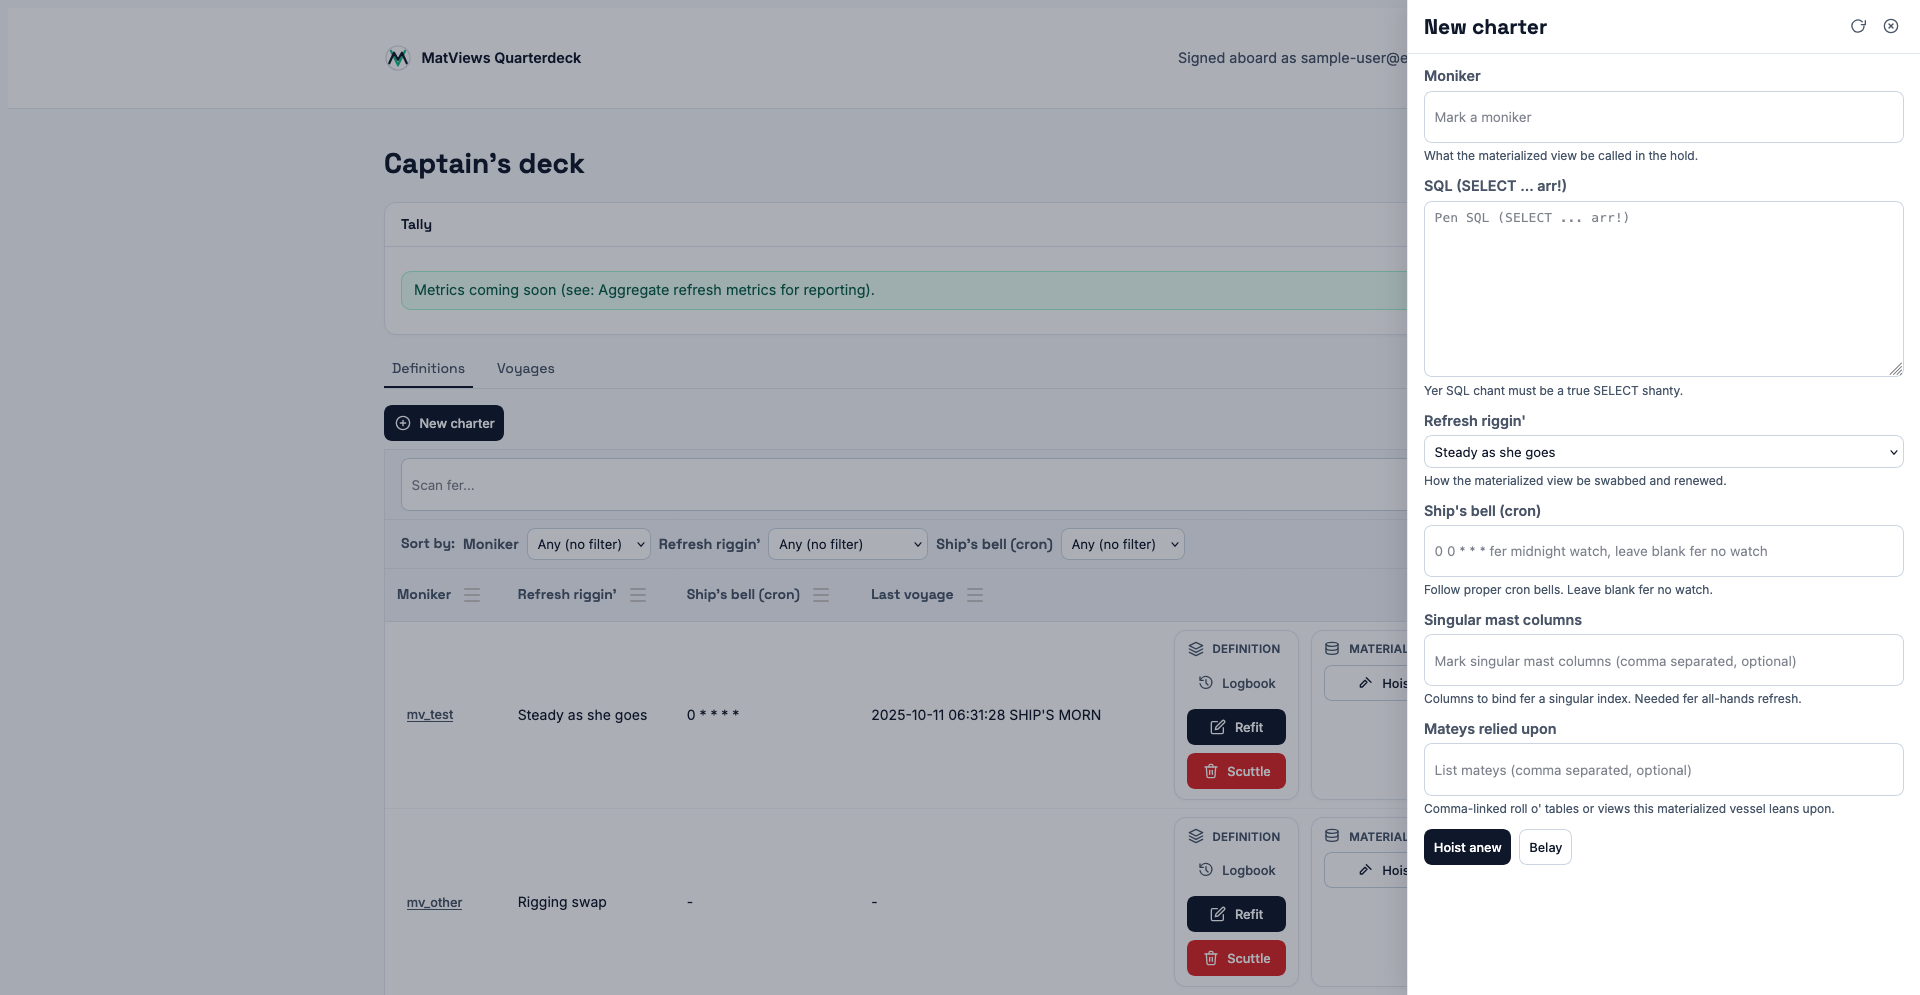 MatViews Quarterdeck
Signed aboard as sample-user@e
Captain's deck
Tally
Metrics coming soon (see: Aggregate refresh metrics for reporting).
Definitions Voyages
New charter
Scan fer...
Sort by: Moniker Any (no filter) Refresh riggin' Any (no filter) Ship's bell (cron) Any (no filter)
Moniker Refresh riggin' Ship's bell (cron) Last voyage
DEFINITION MATERIAL
Logbook Hois
mv_test Steady as she goes 0 * * * * 2025-10-11 06:31:28 SHIP'S MORN
Refit
Scuttle
DEFINITION MATERIAL
Logbook Hois
mv_other Rigging swap - -
Refit
Scuttle
New charter
Moniker
Mark a moniker
What the materialized view be called in the hold.
SQL (SELECT ... arr!)
Pen SQL (SELECT ... arr!)
Yer SQL chant must be a true SELECT shanty.
Refresh riggin'
Steady as she goes
How the materialized view be swabbed and renewed.
Ship's bell (cron)
0 0 * * * fer midnight watch, leave blank fer no watch
Follow proper cron bells. Leave blank fer no watch.
Singular mast columns
Mark singular mast columns (comma separated, optional)
Columns to bind fer a singular index. Needed fer all-hands refresh.
Mateys relied upon
List mateys (comma separated, optional)
Comma-linked roll o' tables or views this materialized vessel leans upon.
Hoist anew Belay